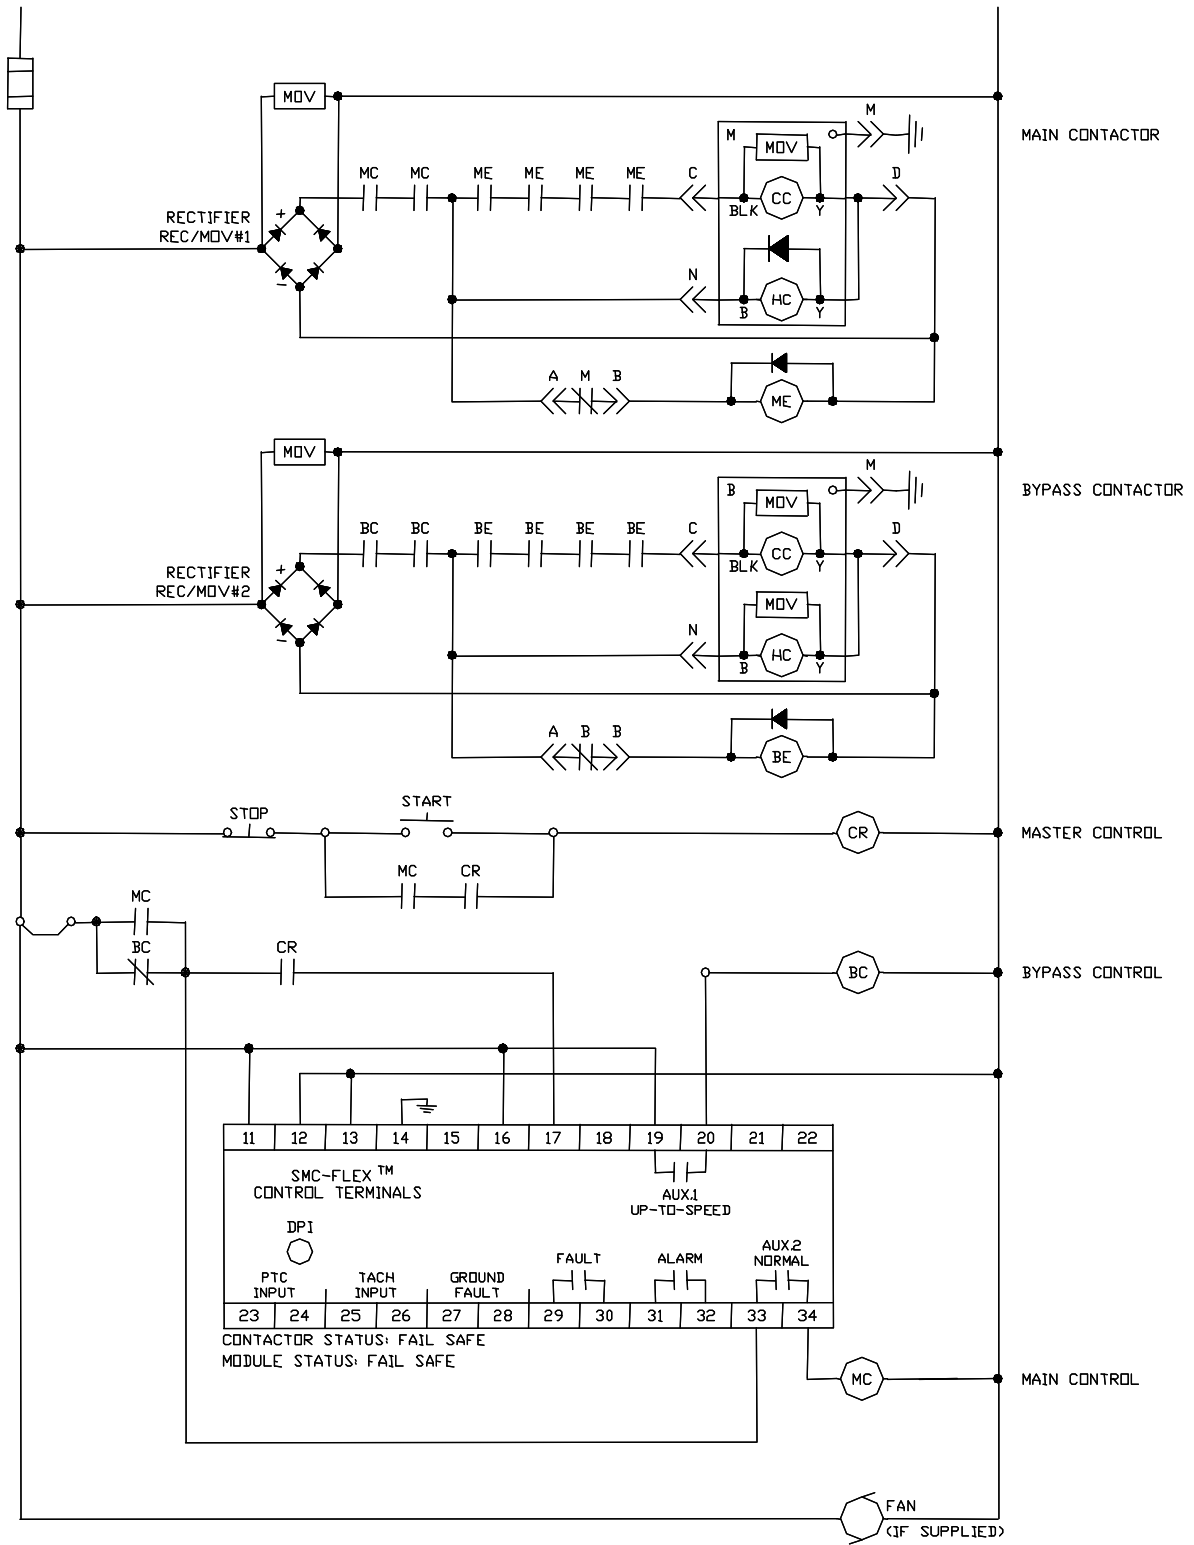 MOV
M
M
MAIN CONTACTOR
MOV
MC MC ME ME ME ME C CC D
BLK Y
RECTIFIER
REC/MOV#1
+
−
N HC
B Y
A M B
ME
MOV
M
B
BYPASS CONTACTOR
MOV
BC BC BE BE BE BE C CC D
BLK Y
RECTIFIER
REC/MOV#2
+
−
MOV
N HC
B Y
A B B
BE
START
STOP
CR MASTER CONTROL
MC CR
MC
BC CR
BC BYPASS CONTROL
11 12 13 14 15 16 17 18 19 20 21 22
SMC-FLEX™
CONTROL TERMINALS
AUX.1
UP-TO-SPEED
DPI
FAULT ALARM AUX.2
NORMAL
PTC
INPUT
TACH
INPUT
GROUND
FAULT
23 24 25 26 27 28 29 30 31 32 33 34
CONTACTOR STATUS: FAIL SAFE
MODULE STATUS: FAIL SAFE
MC MAIN CONTROL
FAN
(IF SUPPLIED)